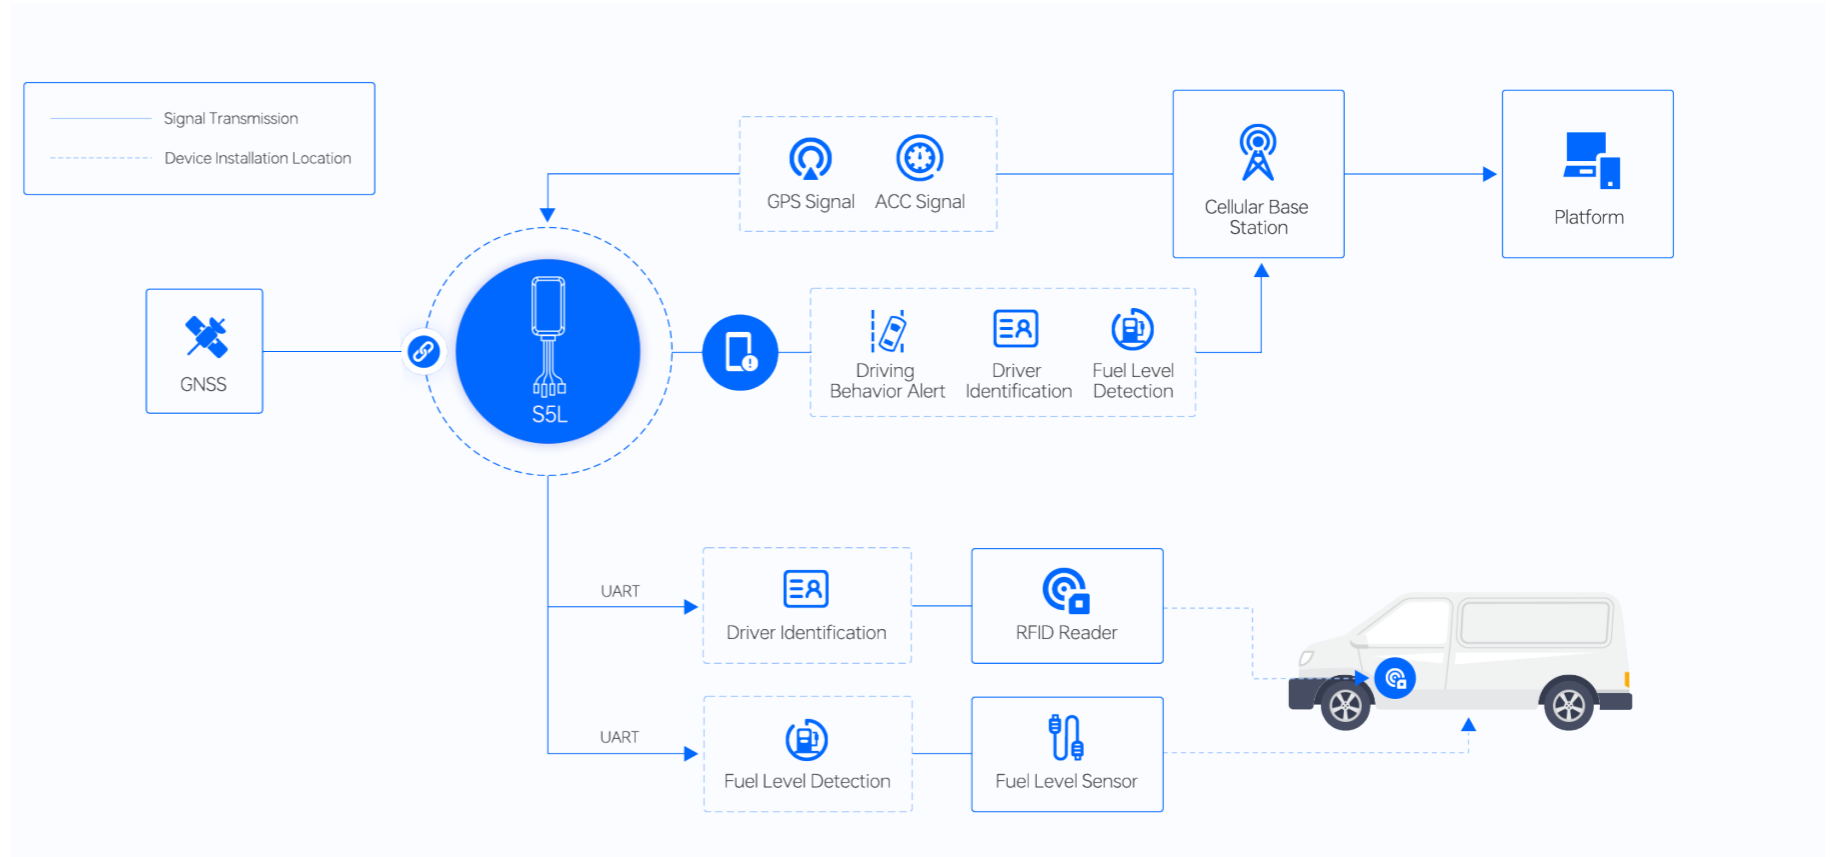 Signal Transmission
Device Installation Location
GPS Signal
ACC Signal
Cellular Base
Station
Platform
GNSS
S5L
Driving
Behavior Alert
Driver
Identification
Fuel Level
Detection
UART
Driver Identification
RFID Reader
UART
Fuel Level Detection
Fuel Level Sensor